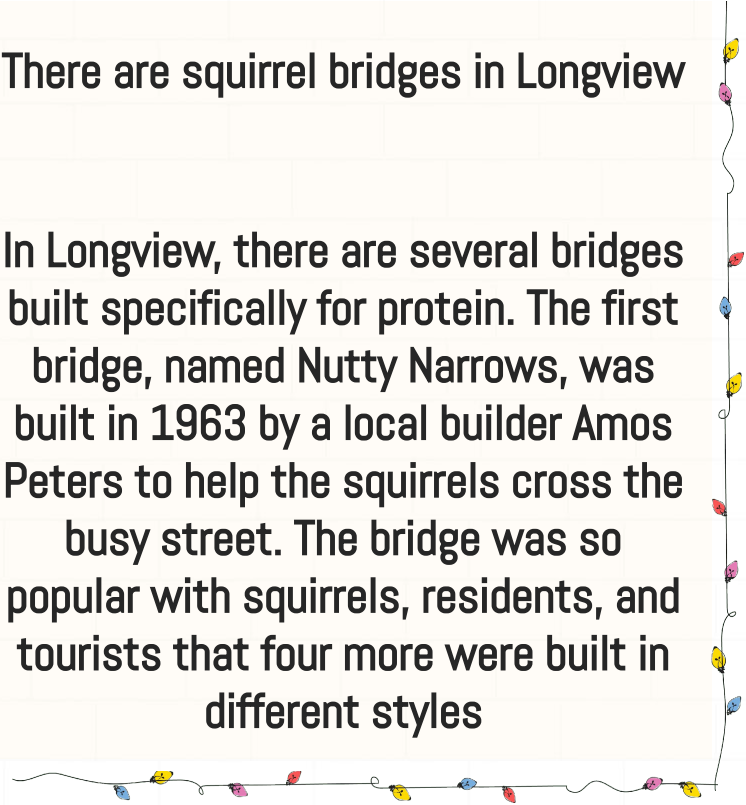 There are squirrel bridges in Longview
In Longview, there are several bridges
built specifically for protein. The first
bridge, named Nutty Narrows, was
built in 1963 by a local builder Amos
Peters to help the squirrels cross the
busy street. The bridge was so
popular with squirrels, residents, and
tourists that four more were built in
different styles